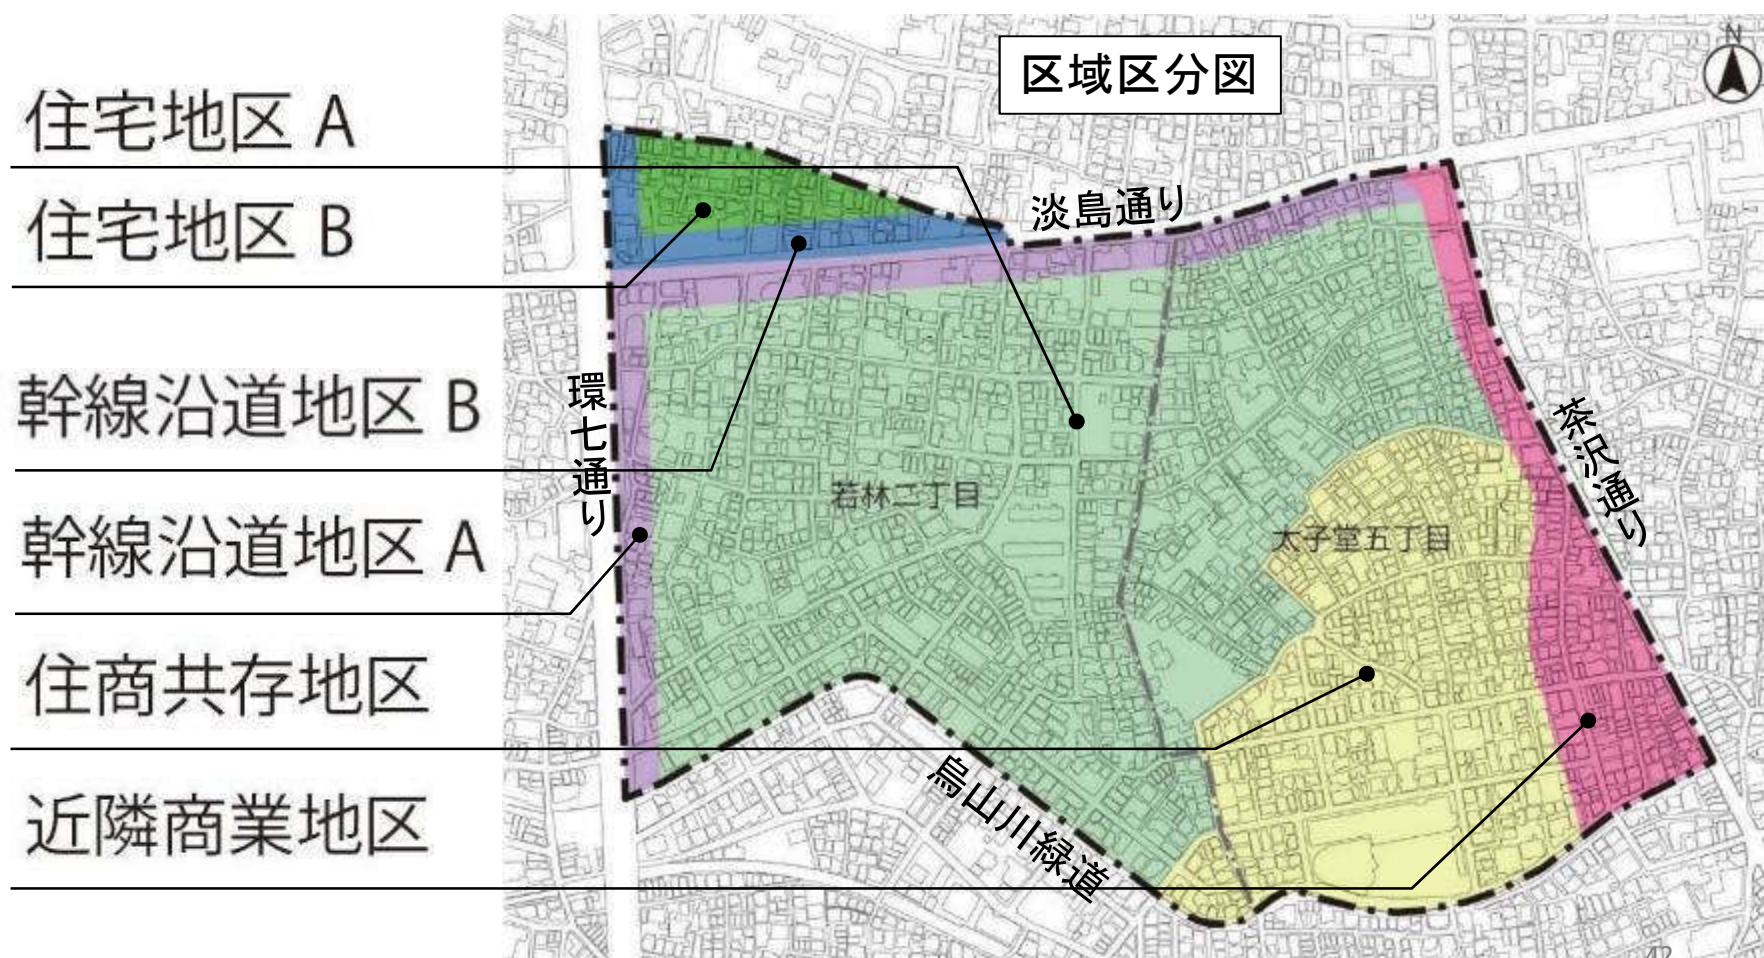 区域区分図
N
住宅地区 A
住宅地区 B
幹線沿道地区 B
幹線沿道地区 A
住商共存地区
近隣商業地区
淡島通り
環七通り
茶沢通り
若林二丁目
太子堂五丁目
烏山川緑道
42